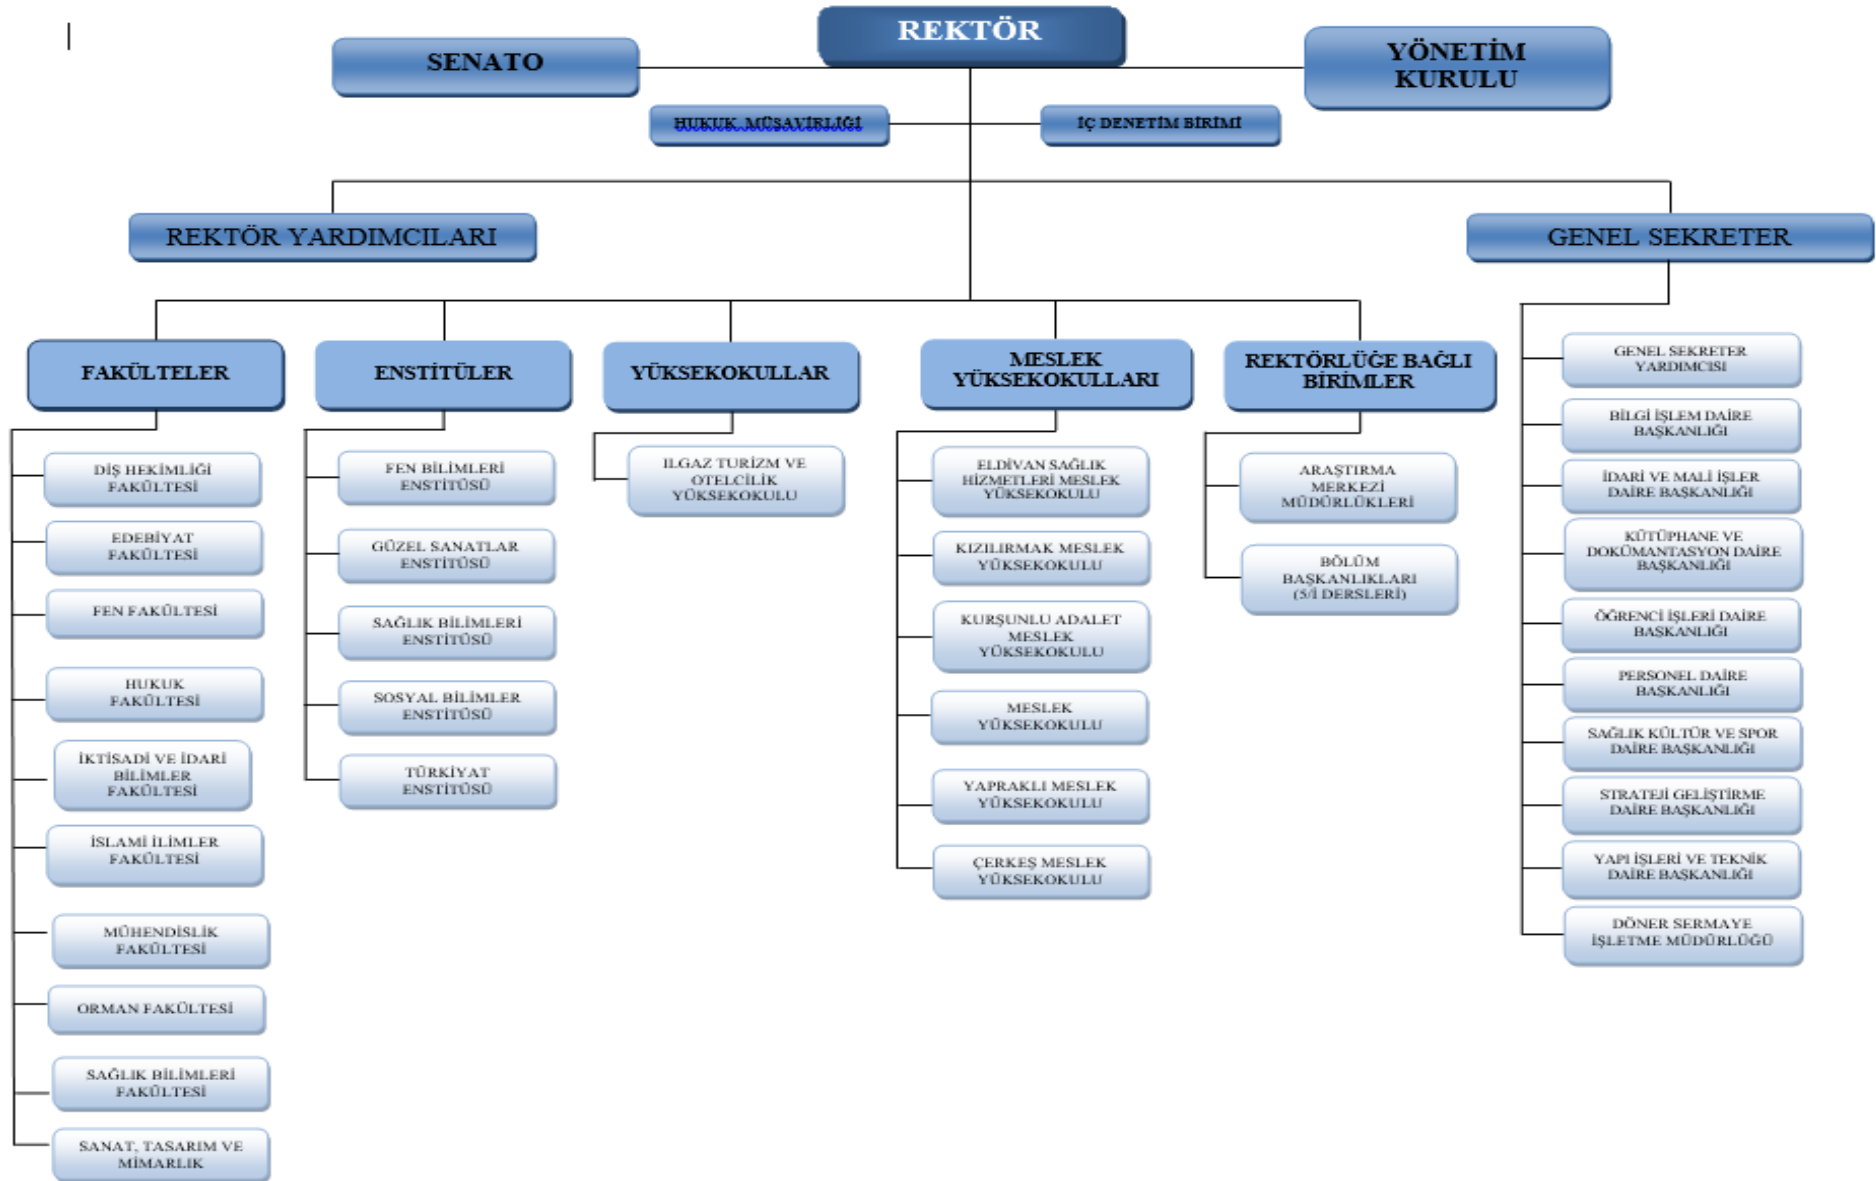 REKTÖR
SENATO
YÖNETİM
KURULU
HUKUK MÜŞAVİRLİĞİ
İÇ DENETİM BİRİMİ
REKTÖR YARDIMCILARI
GENEL SEKRETER
FAKÜLTELER
DİŞ HEKİMLİĞİ
FAKÜLTESİ
EDEBİYAT
FAKÜLTESİ
FEN FAKÜLTESİ
HUKUK
FAKÜLTESİ
İKTİSADİ VE İDARİ
BİLİMLER
FAKÜLTESİ
İSLAMİ İLİMLER
FAKÜLTESİ
MÜHENDİSLİK
FAKÜLTESİ
ORMAN FAKÜLTESİ
SAĞLIK BİLİMLERİ
FAKÜLTESİ
SANAT, TASARIM VE
MİMARLIK
ENSTİTÜLER
FEN BİLİMLERİ
ENSTİTÜSÜ
GÜZEL SANATLAR
ENSTİTÜSÜ
SAĞLIK BİLİMLERİ
ENSTİTÜSÜ
SOSYAL BİLİMLER
ENSTİTÜSÜ
TÜRKİYAT
ENSTİTÜSÜ
YÜKSEKOKULLAR
ILGAZ TURİZM VE
OTELCİLİK
YÜKSEKOKULU
MESLEK
YÜKSEKOKULLARI
ELDİVAN SAĞLIK
HİZMETLERİ MESLEK
YÜKSEKOKULU
KIZILIRMAK MESLEK
YÜKSEKOKULU
KURŞUNLU ADALET
MESLEK
YÜKSEKOKULU
MESLEK
YÜKSEKOKULU
YAPRAKLI MESLEK
YÜKSEKOKULU
ÇERKEŞ MESLEK
YÜKSEKOKULU
REKTÖRLÜĞE BAĞLI
BİRİMLER
ARAŞTIRMA
MERKEZİ
MÜDÜRLÜKLERİ
BÖLÜM
BAŞKANLIKLARI
(5/İ DERSLERİ)
GENEL SEKRETER
YARDIMCISI
BİLGİ İŞLEM DAİRE
BAŞKANLIĞI
İDARİ VE MALİ İŞLER
DAİRE BAŞKANLIĞI
KÜTÜPHANE VE
DOKÜMANTASYON DAİRE
BAŞKANLIĞI
ÖĞRENCİ İŞLERİ DAİRE
BAŞKANLIĞI
PERSONEL DAİRE
BAŞKANLIĞI
SAĞLIK KÜLTÜR VE SPOR
DAİRE BAŞKANLIĞI
STRATEJİ GELİŞTİRME
DAİRE BAŞKANLIĞI
YAPI İŞLERİ VE TEKNİK
DAİRE BAŞKANLIĞI
DÖNER SERMAYE
İŞLETME MÜDÜRLÜĞÜ